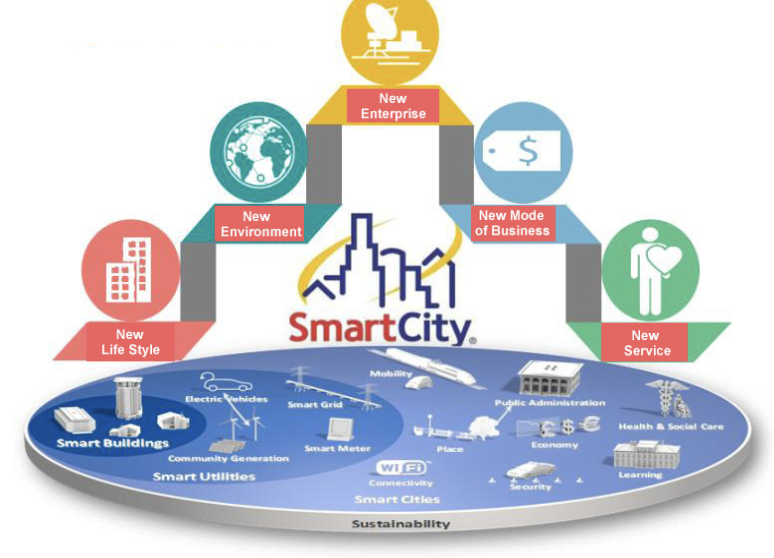 New
Enterprise
New
Environment
$
New Mode
of Business
SmartCity®
New
Life Style
New
Service
Mobility
Electric Vehicles
Smart Grid
Public Administration
Health & Social Care
Smart Buildings
Community Generation
Smart Meter
Place
$ €
Economy
Smart Utilities
WiFi
Connectivity
Security
Learning
Smart Cities
Sustainability